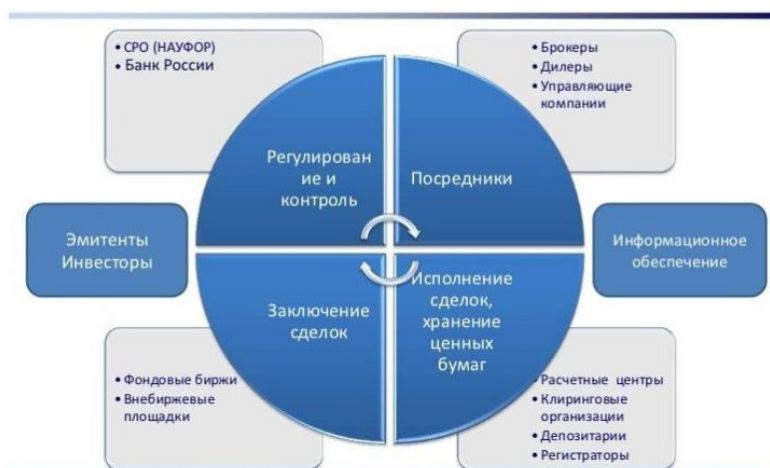 • СРО (НАУФОР)
• Банк России
• Брокеры
• Дилеры
• Управляющие
компании
Регулирован
ие и
контроль
Посредники
Эмитенты
Инвесторы
Информационное
обеспечение
Заключение
сделок
Исполнение
сделок,
хранение
ценных
бумаг
• Фондовые биржи
• Внебиржевые
площадки
• Расчетные центры
• Клиринговые
организации
• Депозитарии
• Регистраторы